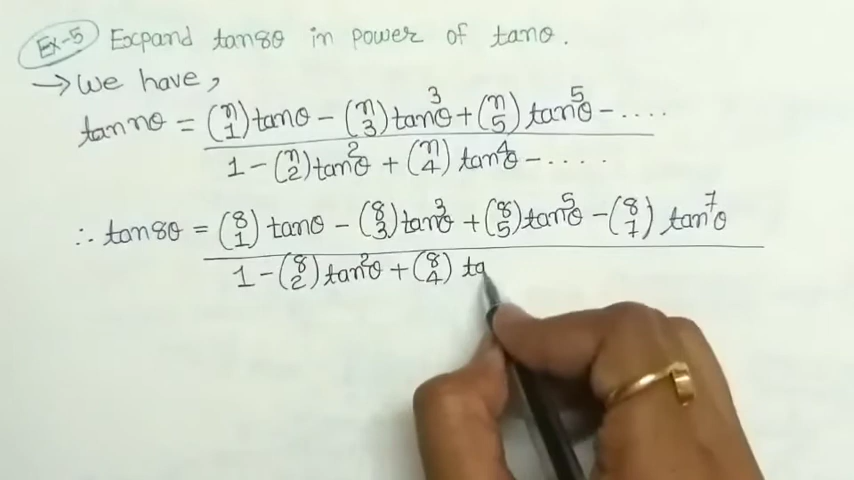 Ex-5 Expand tan8θ in power of tanθ.
→ We have,
tan nθ = (n 1) tanθ - (n 3) tan³θ + (n 5) tan⁵θ - ....
1 - (n 2) tan²θ + (n 4) tan⁴θ - ....
∴ tan8θ = (8 1) tanθ - (8 3) tan³θ + (8 5) tan⁵θ - (8 7) tan⁷θ
1 - (8 2) tan²θ + (8 4) ta